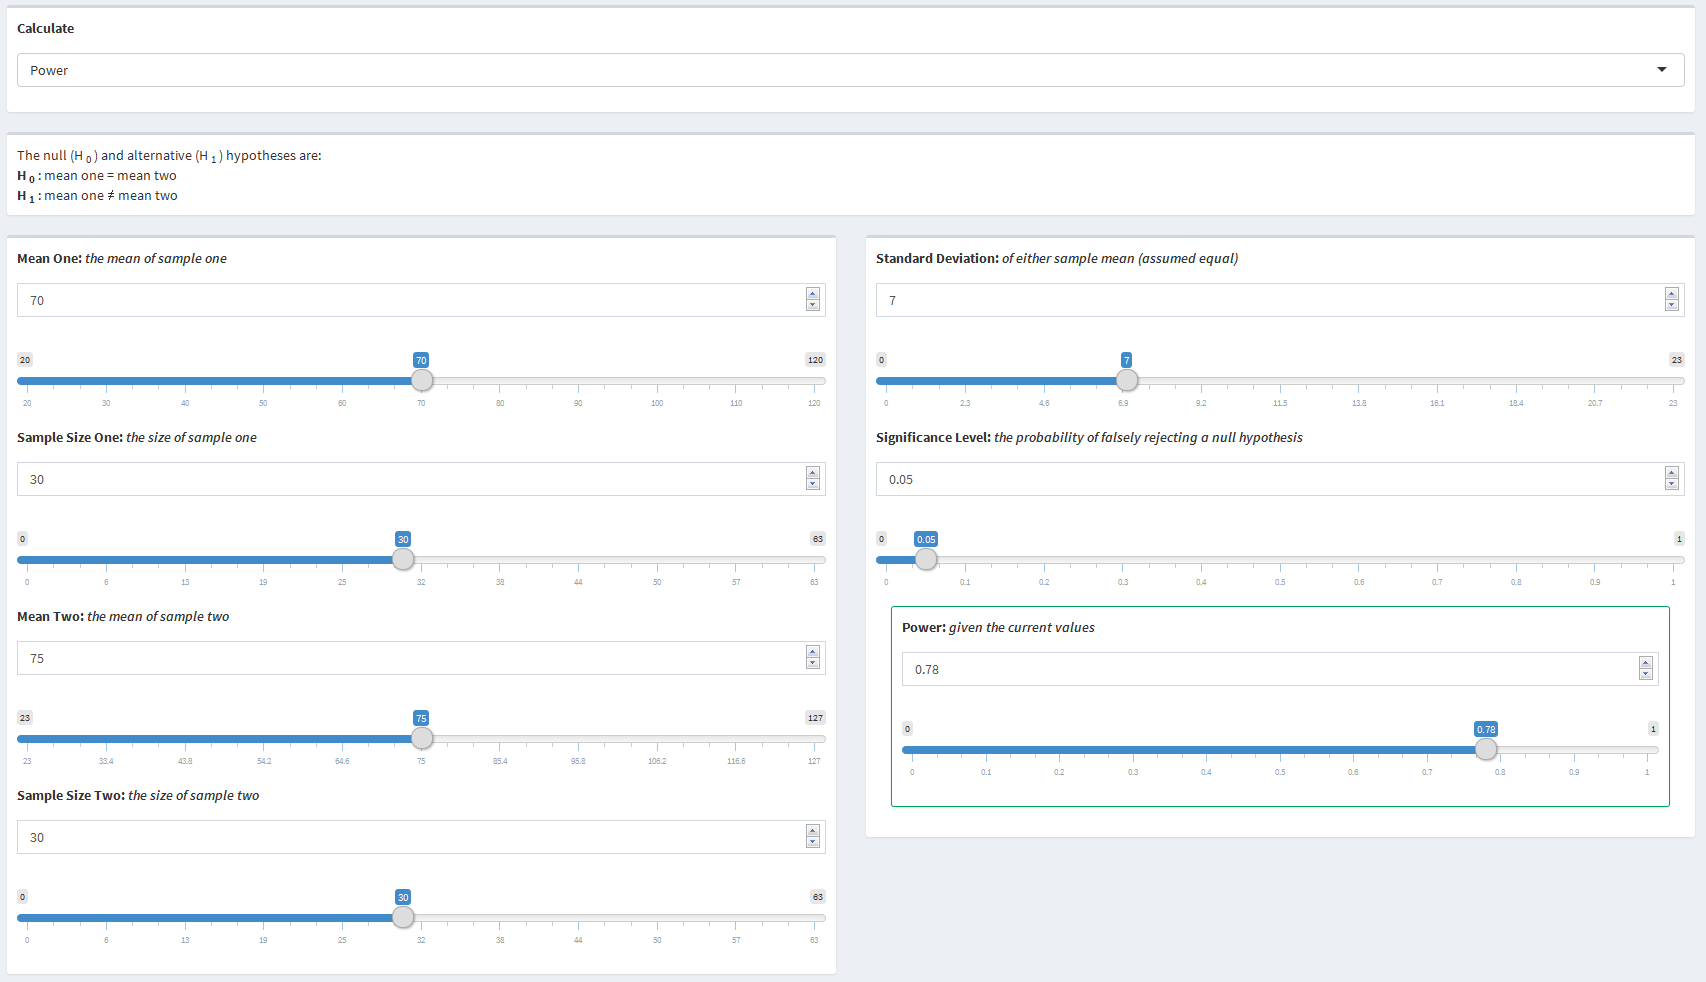 Calculate
Power
The null (H 0 ) and alternative (H 1 ) hypotheses are:
H 0 : mean one = mean two
H 1 : mean one ≠ mean two
Mean One: the mean of sample one
70
20 70 120
20 30 40 50 60 70 80 90 100 110 120
Sample Size One: the size of sample one
30
0 30 63
0 6 13 19 25 32 38 44 50 57 63
Mean Two: the mean of sample two
75
23 75 127
23 33.4 43.8 54.2 64.6 75 85.4 95.8 106.2 116.6 127
Sample Size Two: the size of sample two
30
0 30 63
0 6 13 19 25 32 38 44 50 57 63
Standard Deviation: of either sample mean (assumed equal)
7
0 7 23
0 2.3 4.6 6.9 9.2 11.5 13.8 16.1 18.4 20.7 23
Significance Level: the probability of falsely rejecting a null hypothesis
0.05
0 0.05 1
0 0.1 0.2 0.3 0.4 0.5 0.6 0.7 0.8 0.9 1
Power: given the current values
0.78
0 0.78 1
0 0.1 0.2 0.3 0.4 0.5 0.6 0.7 0.8 0.9 1